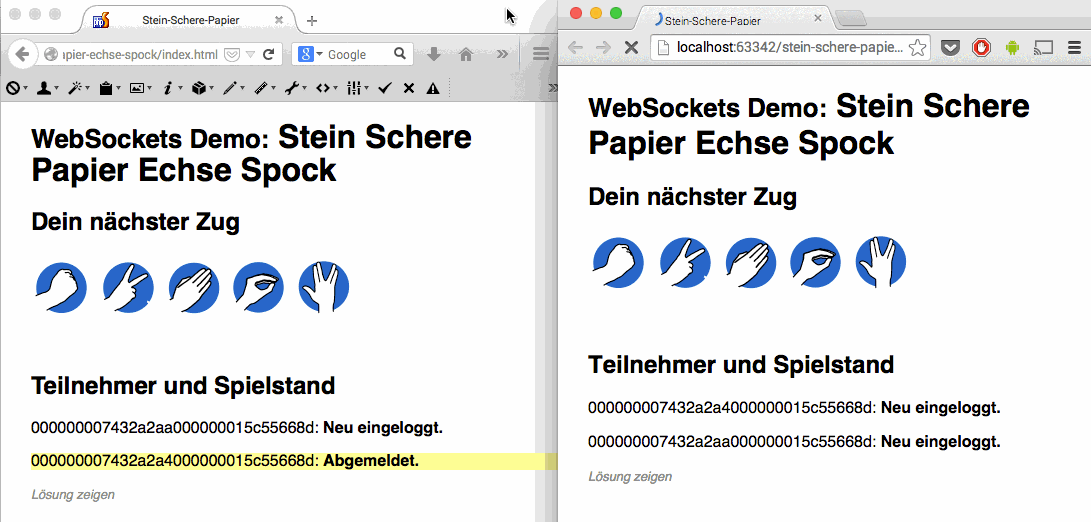 Stein-Schere-Papier
ıpier-echse-spock/index.html
Google
WebSockets Demo: Stein Schere
Papier Echse Spock
Dein nächster Zug
Teilnehmer und Spielstand
000000007432a2aa000000015c55668d: Neu eingeloggt.
000000007432a2a4000000015c55668d: Abgemeldet.
Lösung zeigen
Stein-Schere-Papier
localhost:63342/stein-schere-papie...
WebSockets Demo: Stein Schere
Papier Echse Spock
Dein nächster Zug
Teilnehmer und Spielstand
000000007432a2a4000000015c55668d: Neu eingeloggt.
000000007432a2aa000000015c55668d: Neu eingeloggt.
Lösung zeigen